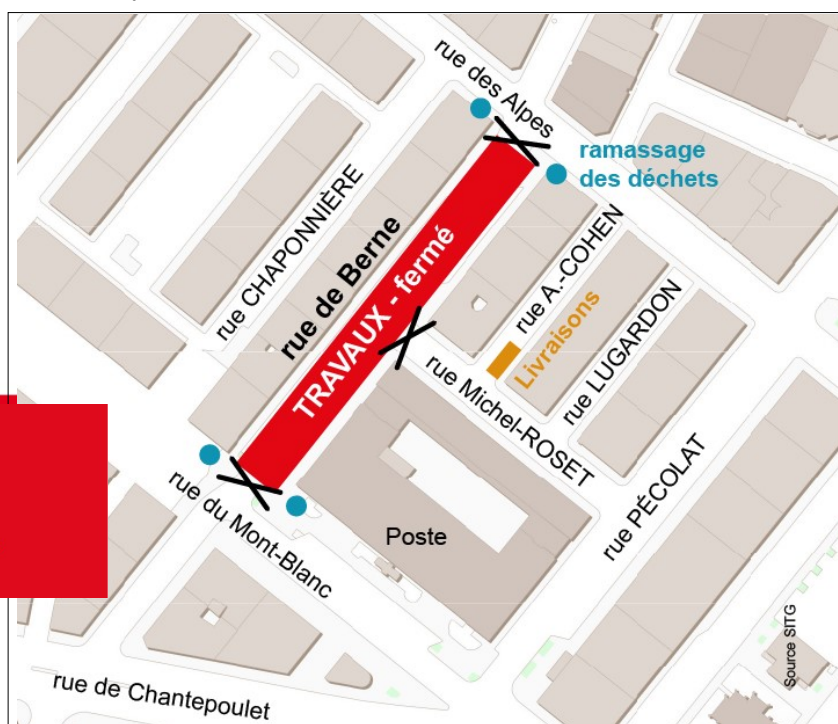 rue des Alpes
ramassage
des déchets
rue CHAPONNIÈRE
rue de Berne
TRAVAUX - fermé
rue A.-COHEN
Livraisons
rue LUGARDON
rue Michel-ROSET
rue PÉCOLAT
rue du Mont-Blanc
Poste
rue de Chantepoulet
Source SITG